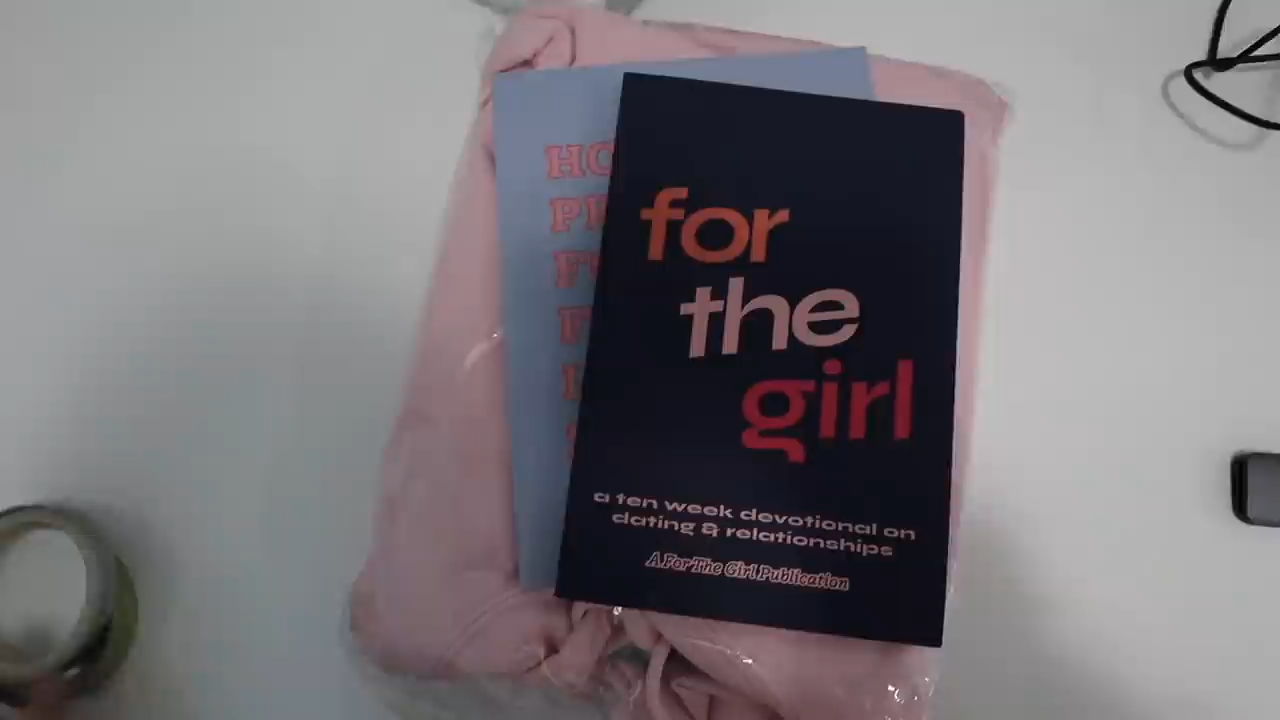 for
the
girl
a ten week devotional on
dating & relationships
A For The Girl Publication